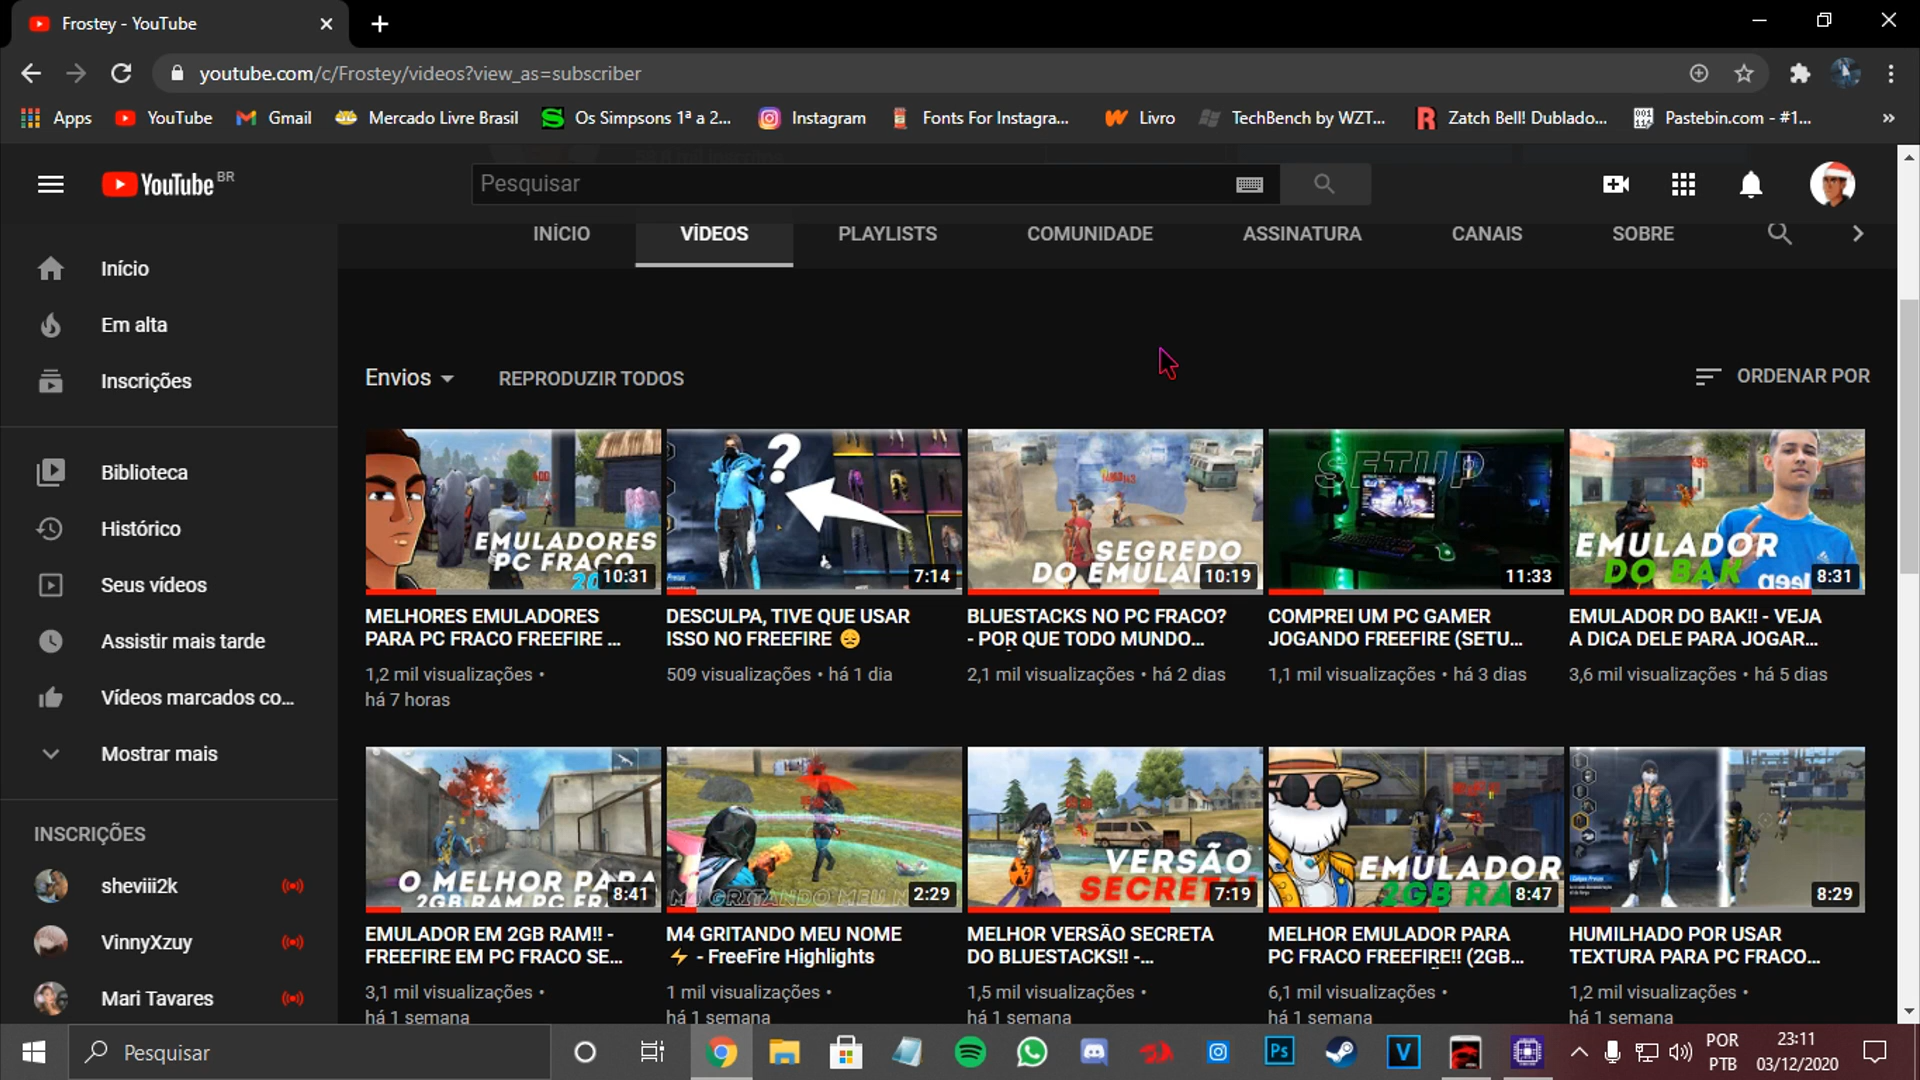 Frostey - YouTube
youtube.com/c/Frostey/videos?view_as=subscriber
Apps
YouTube
Gmail
Mercado Livre Brasil
Os Simpsons 1ª a 2...
Instagram
Fonts For Instagra...
Livro
TechBench by WZT...
Zatch Bell! Dublado...
Pastebin.com - #1...
YouTube BR
Pesquisar
INÍCIO
VÍDEOS
PLAYLISTS
COMUNIDADE
ASSINATURA
CANAIS
SOBRE
Início
Em alta
Inscrições
Biblioteca
Histórico
Seus vídeos
Assistir mais tarde
Vídeos marcados co...
Mostrar mais
INSCRIÇÕES
sheviii2k
VinnyXzuy
Mari Tavares
Envios
REPRODUZIR TODOS
ORDENAR POR
EMULADORES
PC FRACO
10:31
?
7:14
SEGREDO
DO EMULA
10:19
SETUP
11:33
EMULADOR
DO BAK
8:31
MELHORES EMULADORES
PARA PC FRACO FREEFIRE ...
1,2 mil visualizações •
há 7 horas
DESCULPA, TIVE QUE USAR
ISSO NO FREEFIRE 😞
509 visualizações • há 1 dia
BLUESTACKS NO PC FRACO?
- POR QUE TODO MUNDO...
2,1 mil visualizações • há 2 dias
COMPREI UM PC GAMER
JOGANDO FREEFIRE (SETU...
1,1 mil visualizações • há 3 dias
EMULADOR DO BAK!! - VEJA
A DICA DELE PARA JOGAR...
3,6 mil visualizações • há 5 dias
O MELHOR PARA
2GB RAM PC FR
8:41
M4 GRITANDO MEU N
2:29
VERSÃO
SECRET
7:19
EMULADOR
2GB RA
8:47
8:29
EMULADOR EM 2GB RAM!! -
FREEFIRE EM PC FRACO SE...
3,1 mil visualizações •
há 1 semana
M4 GRITANDO MEU NOME
⚡ - FreeFire Highlights
1 mil visualizações •
há 1 semana
MELHOR VERSÃO SECRETA
DO BLUESTACKS!! -...
1,5 mil visualizações •
há 1 semana
MELHOR EMULADOR PARA
PC FRACO FREEFIRE!! (2GB...
6,1 mil visualizações •
há 1 semana
HUMILHADO POR USAR
TEXTURA PARA PC FRACO...
1,2 mil visualizações •
há 1 semana
Pesquisar
Ps
V
POR
PTB
23:11
03/12/2020